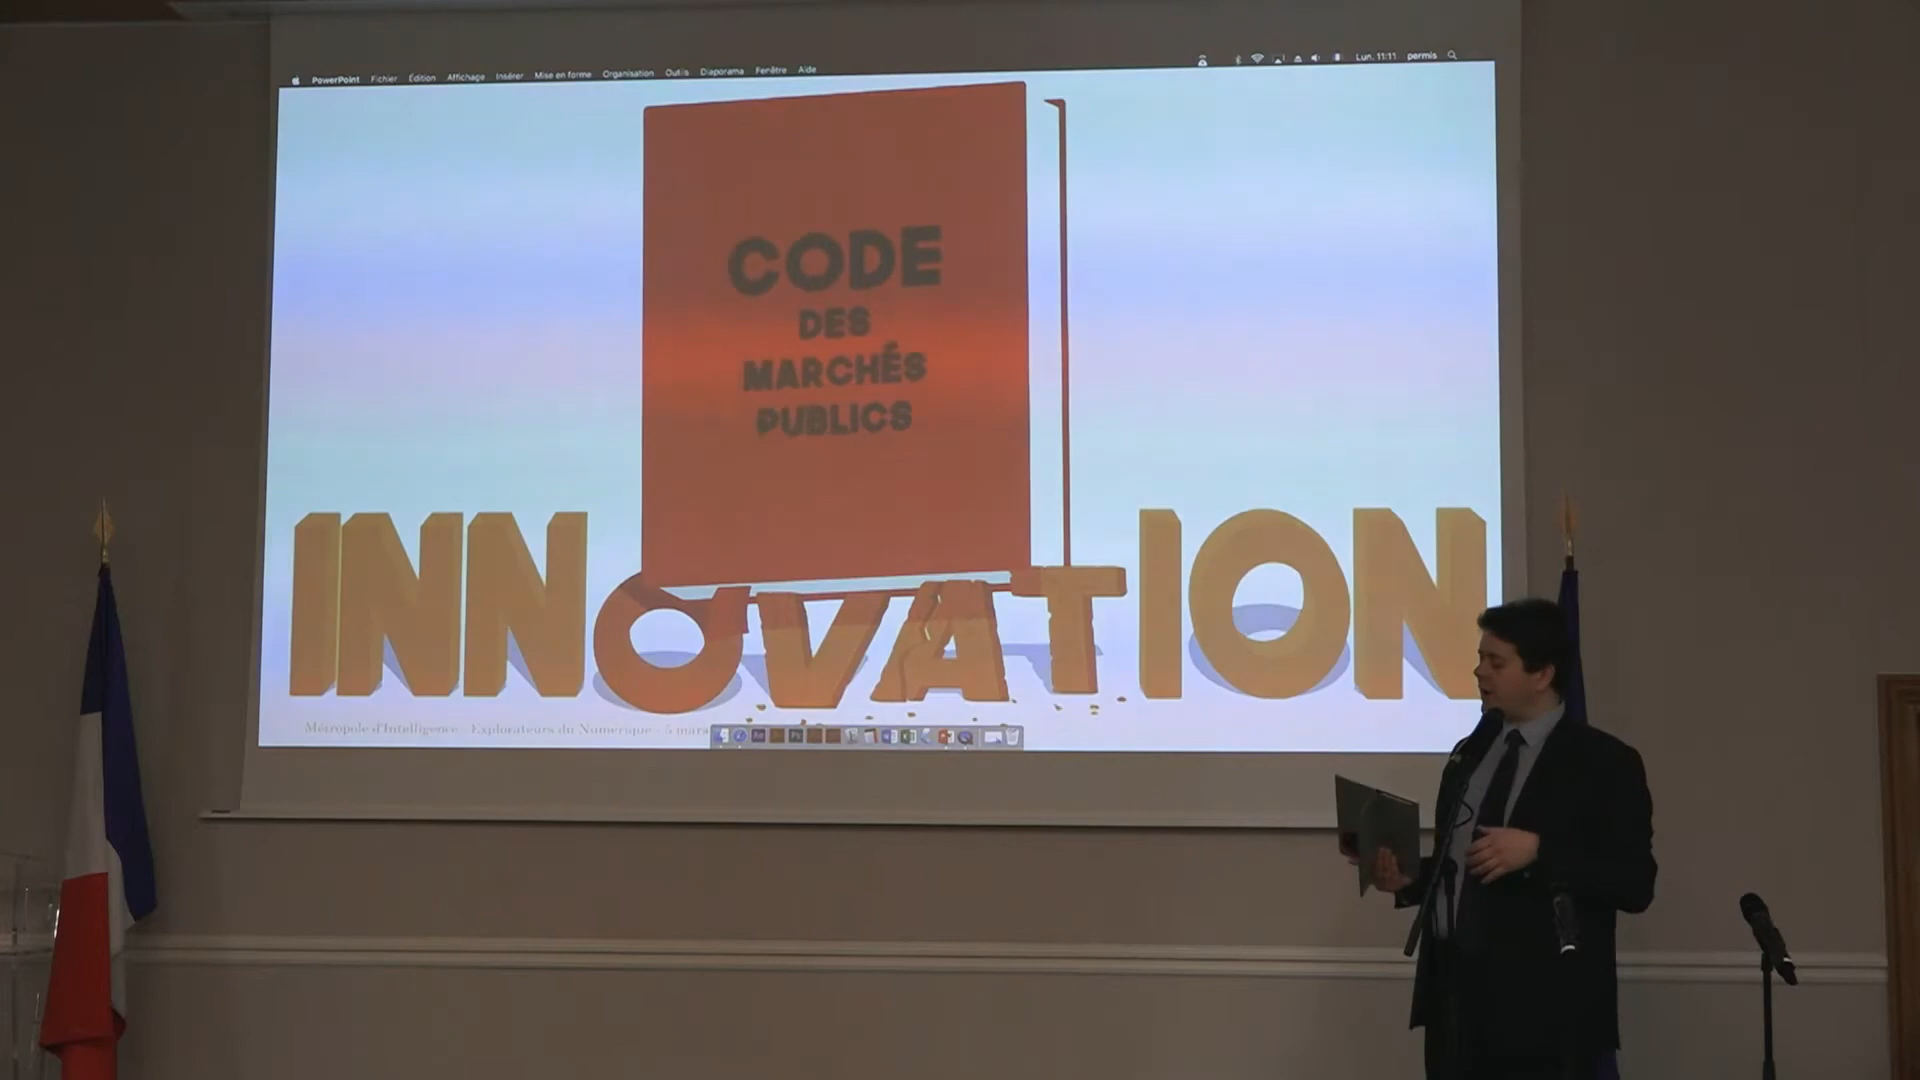 PowerPoint Fichier Édition Affichage Insérer Mise en forme Organisation Outils Diaporama Fenêtre Aide
Lun. 11:11 permis
CODE
DES
MARCHÉS
PUBLICS
INNOVATION
Métropole d'Intelligence - Explorateurs du Numérique - 5 mars